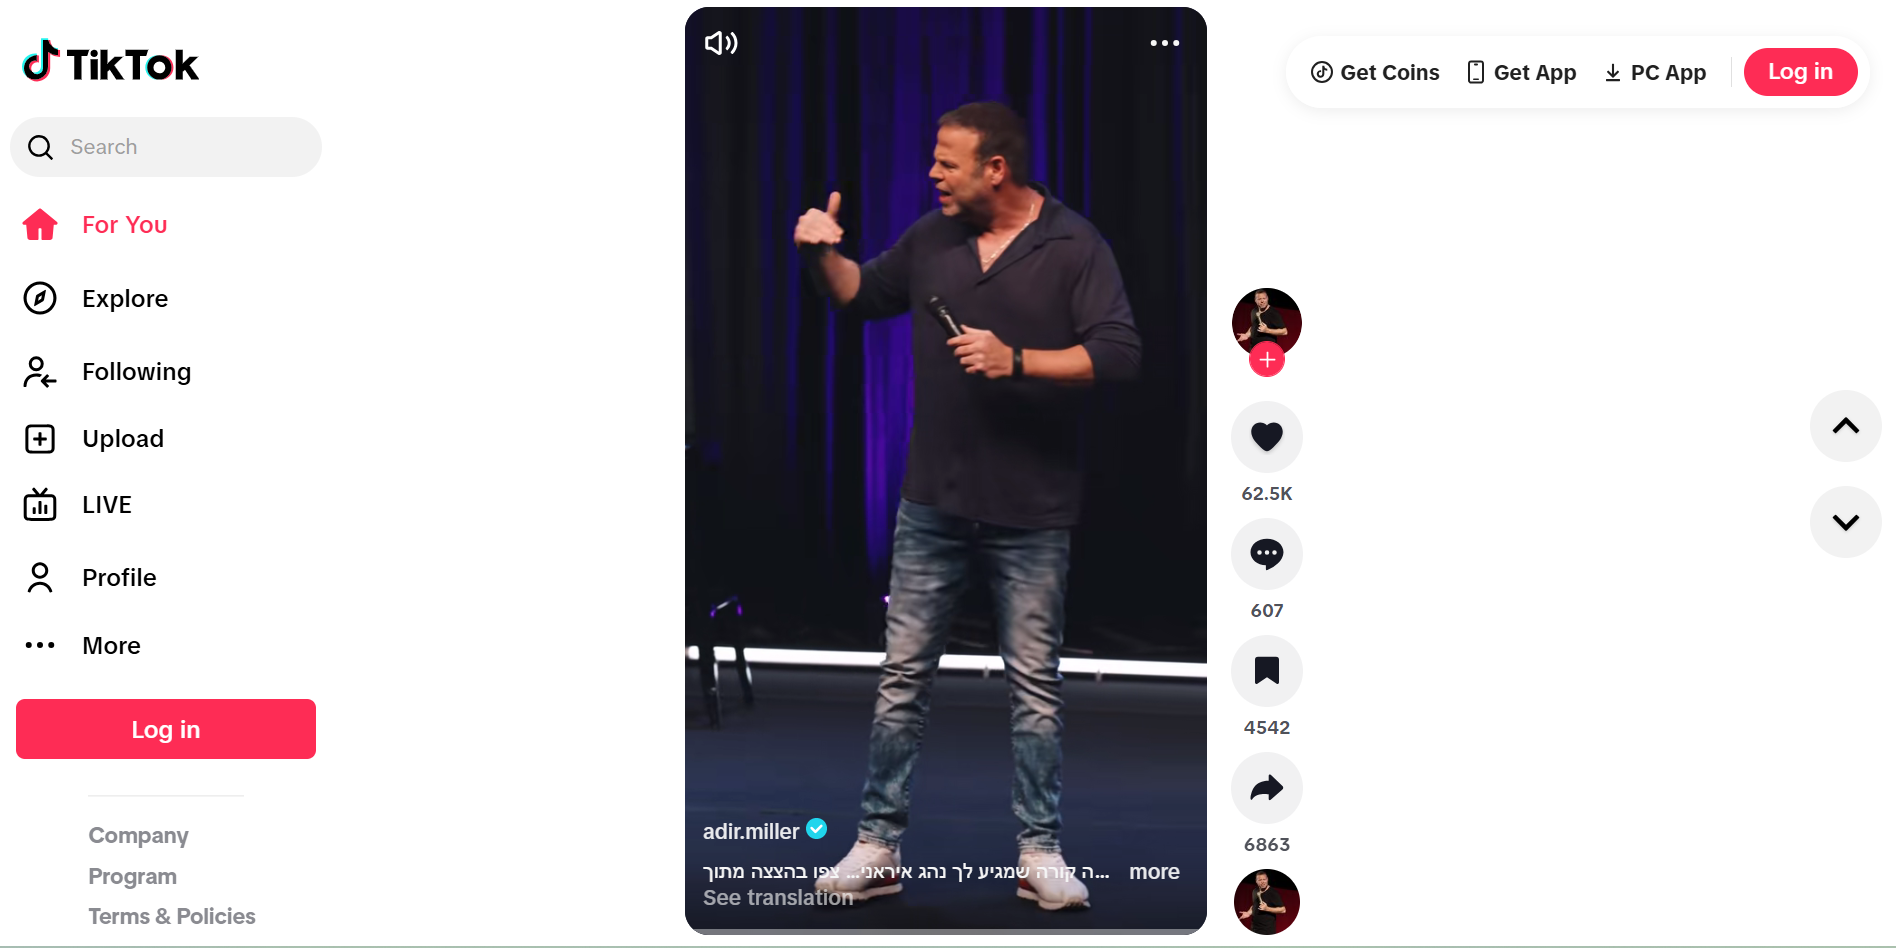 TikTok
Search
For You
Explore
Following
Upload
LIVE
Profile
More
Log in
Company
Program
Terms & Policies
adir.miller
ה קורה שמגיע לך נהג איראני... צפו בהצצה מתוך... more
See translation
62.5K
607
4542
6863
Get Coins
Get App
PC App
Log in